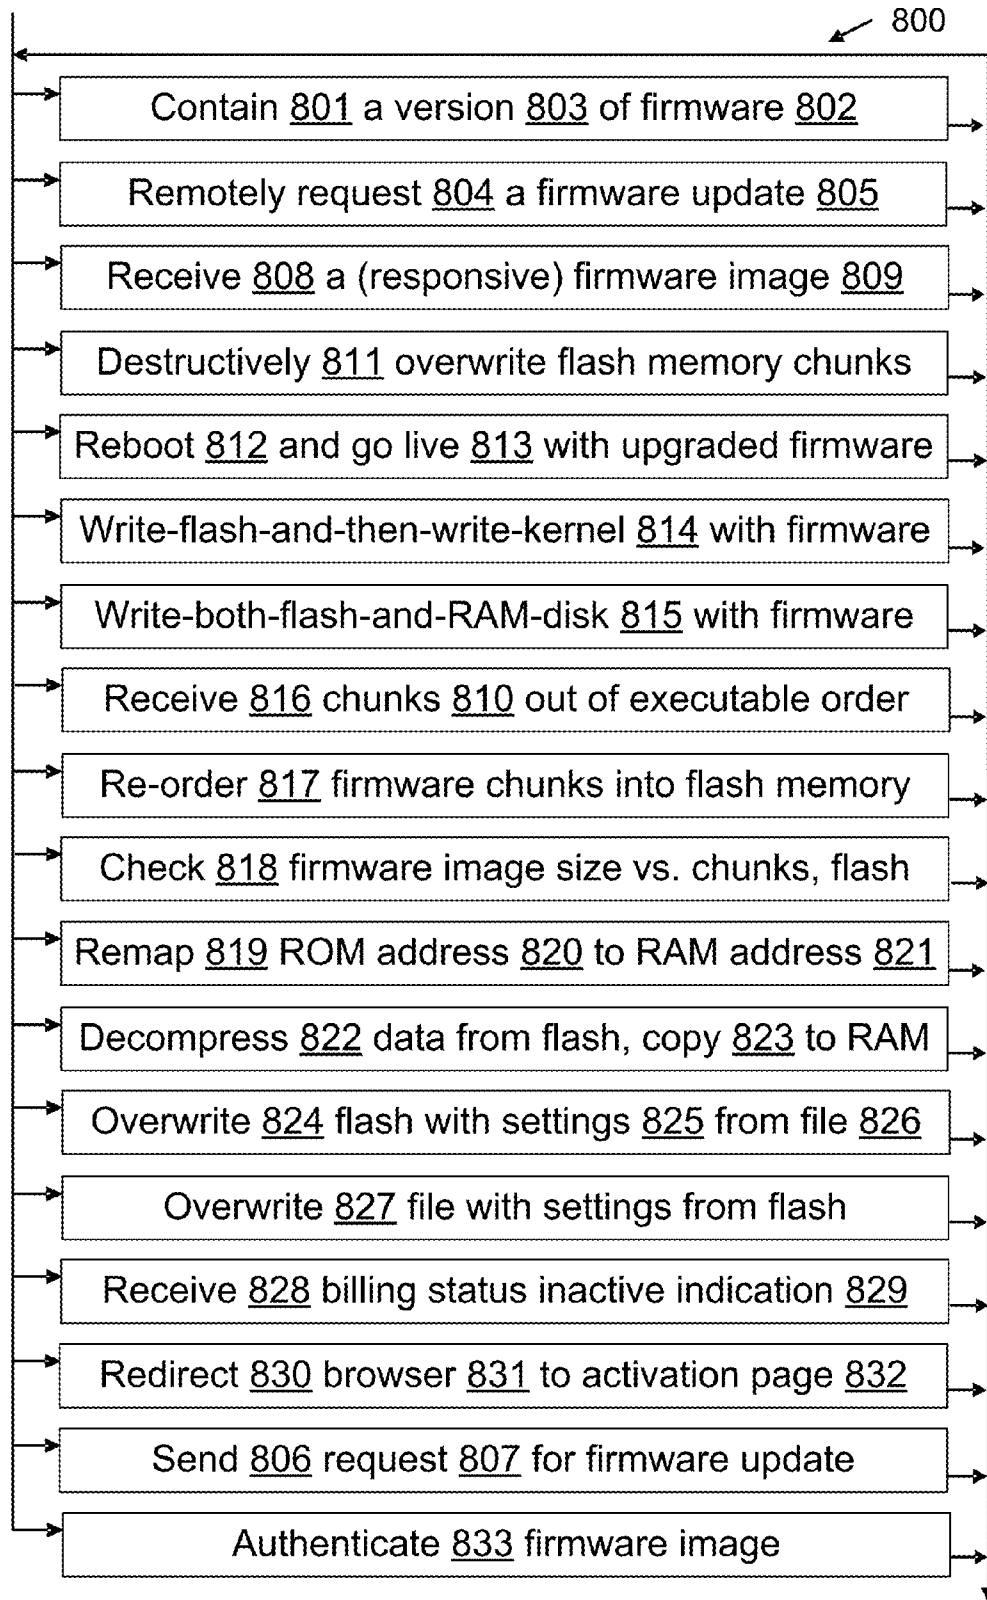 800
Contain 801 a version 803 of firmware 802
Remotely request 804 a firmware update 805
Receive 808 a (responsive) firmware image 809
Destructively 811 overwrite flash memory chunks
Reboot 812 and go live 813 with upgraded firmware
Write-flash-and-then-write-kernel 814 with firmware
Write-both-flash-and-RAM-disk 815 with firmware
Receive 816 chunks 810 out of executable order
Re-order 817 firmware chunks into flash memory
Check 818 firmware image size vs. chunks, flash
Remap 819 ROM address 820 to RAM address 821
Decompress 822 data from flash, copy 823 to RAM
Overwrite 824 flash with settings 825 from file 826
Overwrite 827 file with settings from flash
Receive 828 billing status inactive indication 829
Redirect 830 browser 831 to activation page 832
Send 806 request 807 for firmware update
Authenticate 833 firmware image